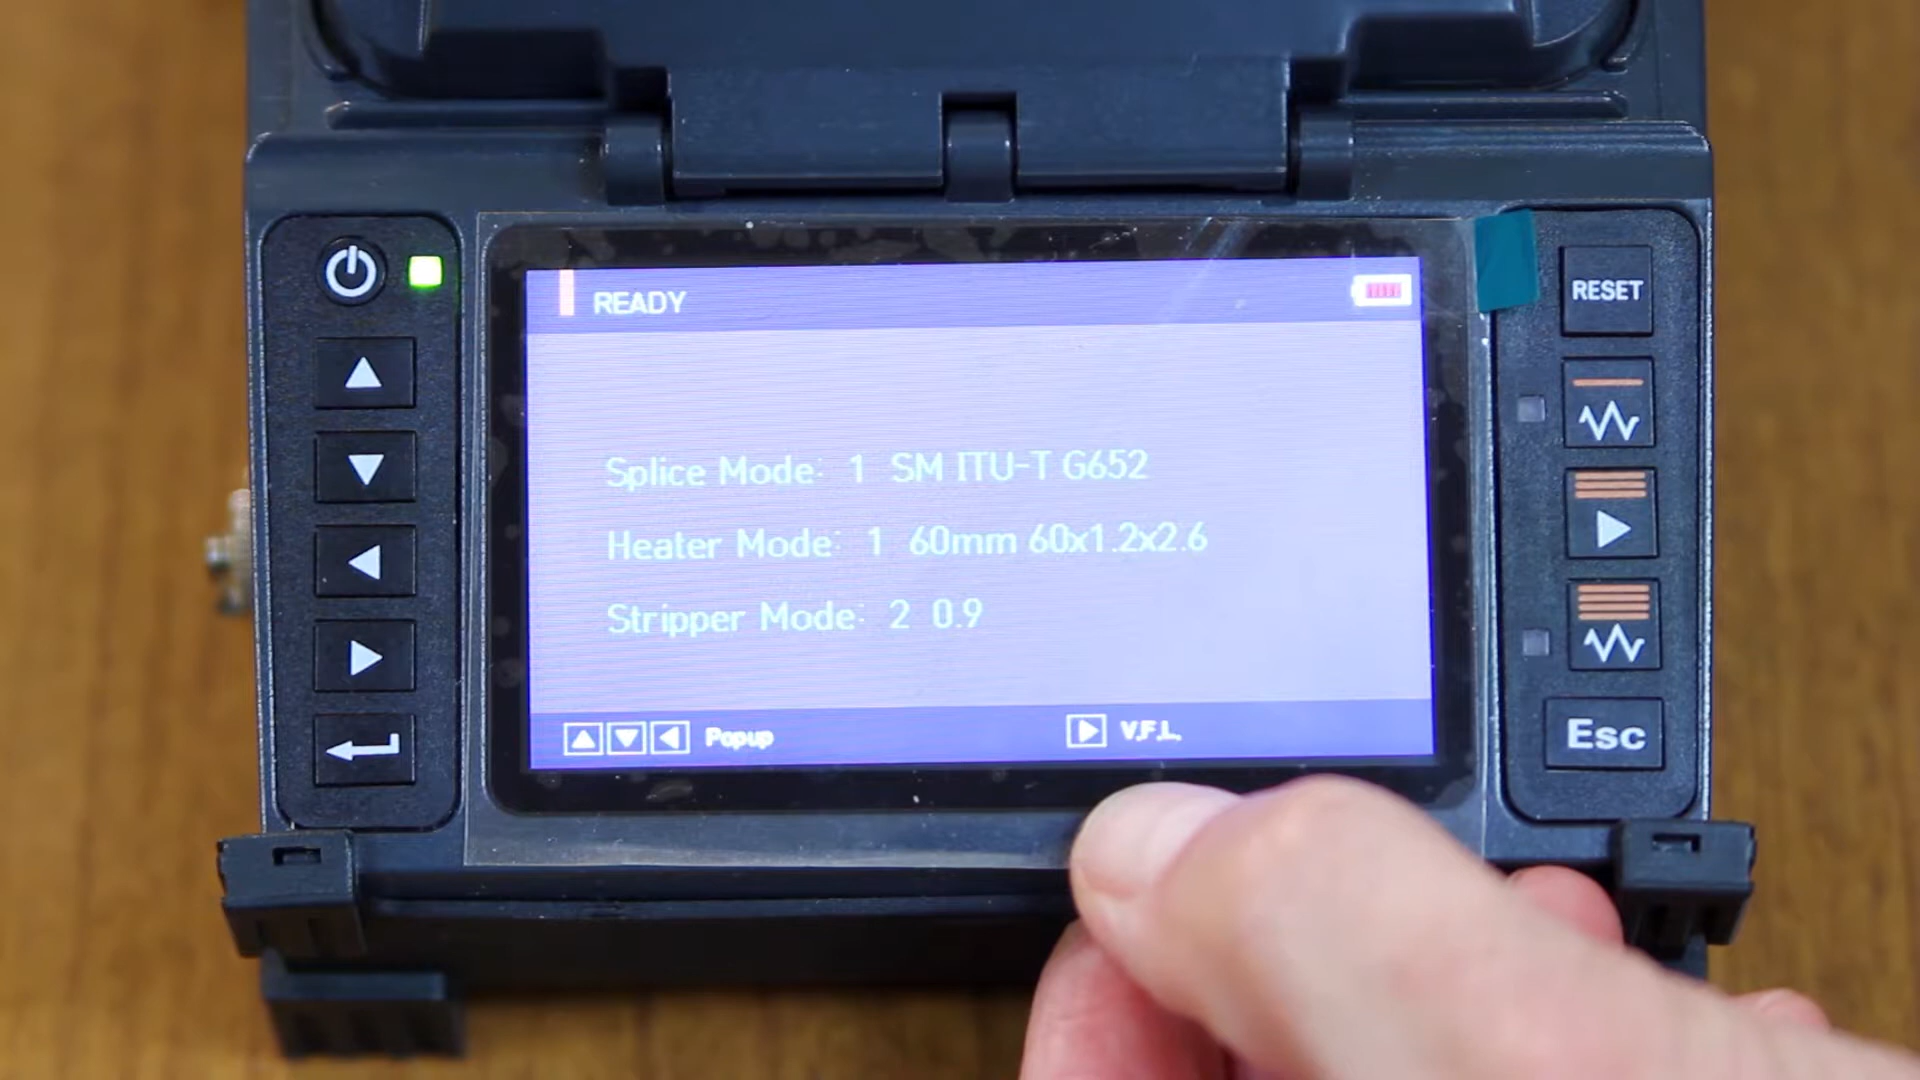 READY
Splice Mode: 1 SM ITU-T G652
Heater Mode: 1 60mm 60x1.2x2.6
Stripper Mode: 2 0.9
Popup
V.F.L.
RESET
Esc